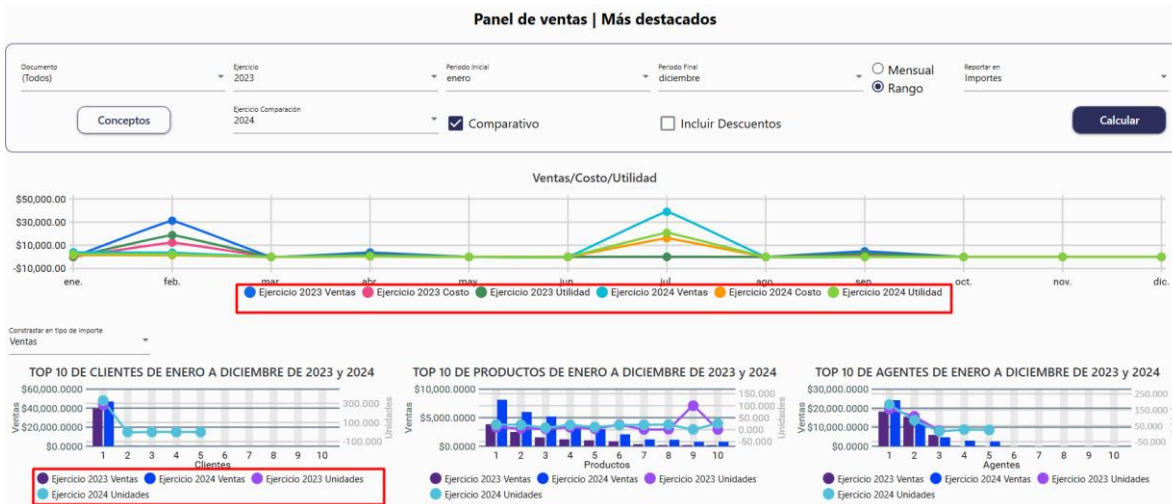 Panel de ventas | Más destacados
Documento
(Todos)
Ejercicio
2023
Periodo Inicial
enero
Periodo Final
diciembre
Mensual
Rango
Reportar en
Importes
Conceptos
Ejercicio Comparación
2024
Comparativo
Incluir Descuentos
Calcular
Ventas/Costo/Utilidad
$50,000.00
$30,000.00
$10,000.00
-$10,000.00
ene. feb. mar. abr. may. jun. jul. ago. sep. oct. nov. dic.
Ejercicio 2023 Ventas Ejercicio 2023 Costo Ejercicio 2023 Utilidad Ejercicio 2024 Ventas Ejercicio 2024 Costo Ejercicio 2024 Utilidad
Constrastar en tipo de importe
Ventas
TOP 10 DE CLIENTES DE ENERO A DICIEMBRE DE 2023 y 2024
$60,000.0000
$40,000.0000
$20,000.0000
$0.0000
Ventas
300.000
100.000
-100.000
Unidades
1 2 3 4 5 6 7 8 9 10
Clientes
Ejercicio 2023 Ventas Ejercicio 2024 Ventas Ejercicio 2023 Unidades
Ejercicio 2024 Unidades
TOP 10 DE PRODUCTOS DE ENERO A DICIEMBRE DE 2023 y 2024
$10,000.0000
$5,000.0000
$0.0000
Ventas
150.000
100.000
50.000
0.000
-50.000
Unidades
1 2 3 4 5 6 7 8 9 10
Productos
Ejercicio 2023 Ventas Ejercicio 2024 Ventas Ejercicio 2023 Unidades
Ejercicio 2024 Unidades
TOP 10 DE AGENTES DE ENERO A DICIEMBRE DE 2023 y 2024
$30,000.0000
$20,000.0000
$10,000.0000
$0.0000
Ventas
250.000
150.000
50.000
-50.000
1 2 3 4 5 6 7 8 9 10
Agentes
Ejercicio 2023 Ventas Ejercicio 2024 Ventas Ejercicio 2023 Unidades
Ejercicio 2024 Unidades